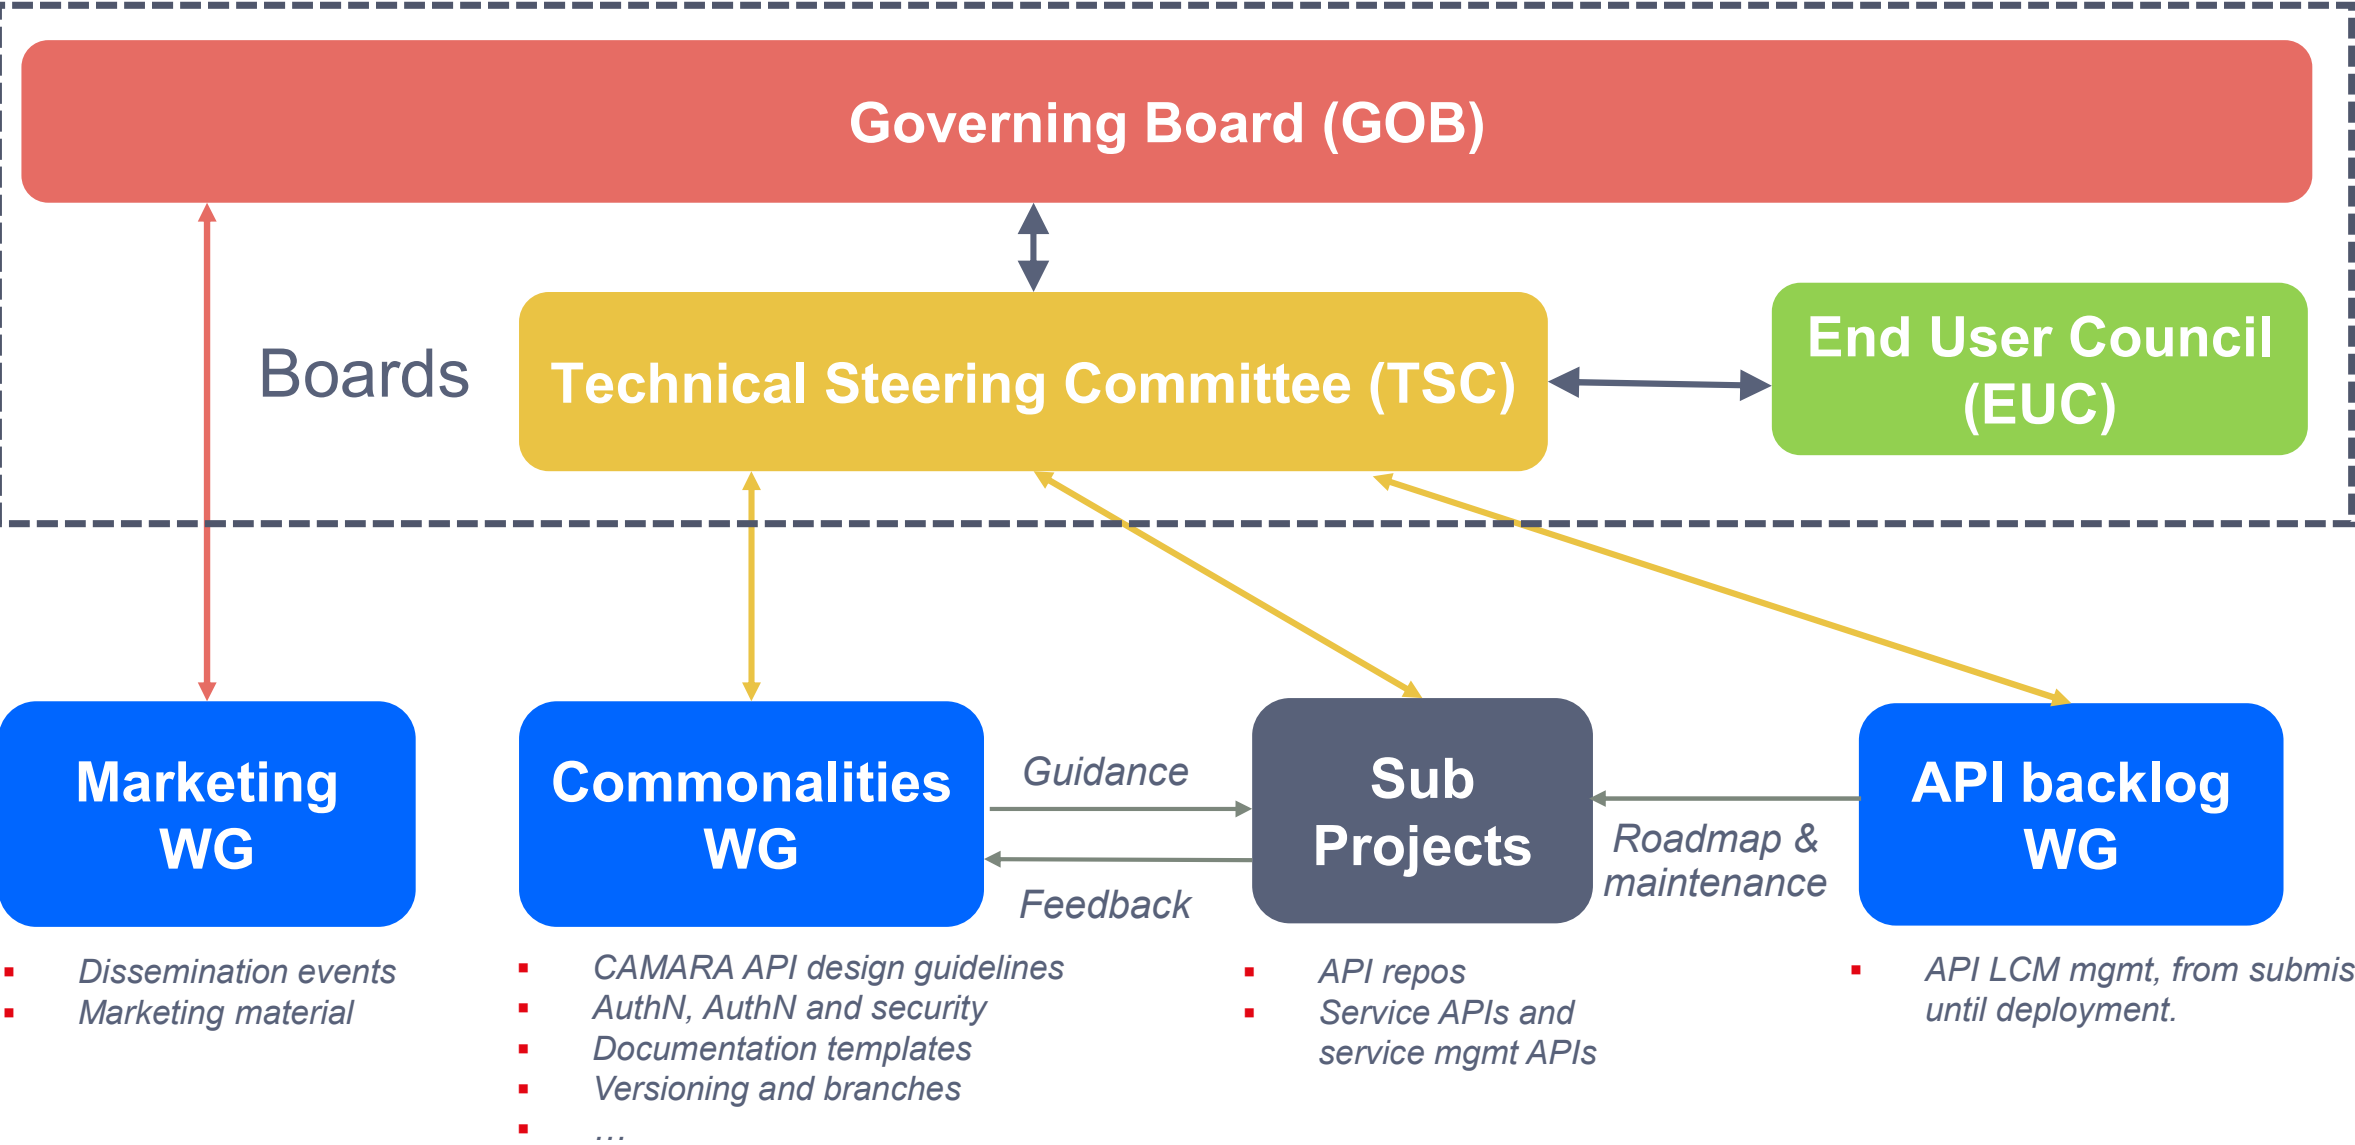 Governing Board (GOB)
Boards
Technical Steering Committee (TSC)
End User Council
(EUC)
Marketing
WG
Commonalities
WG
Guidance
Feedback
Sub
Projects
Roadmap &
maintenance
API backlog
WG
▪ Dissemination events
▪ Marketing material
▪ CAMARA API design guidelines
▪ AuthN, AuthN and security
▪ Documentation templates
▪ Versioning and branches
▪ ...
▪ API repos
▪ Service APIs and
service mgmt APIs
▪ API LCM mgmt, from submis
until deployment.